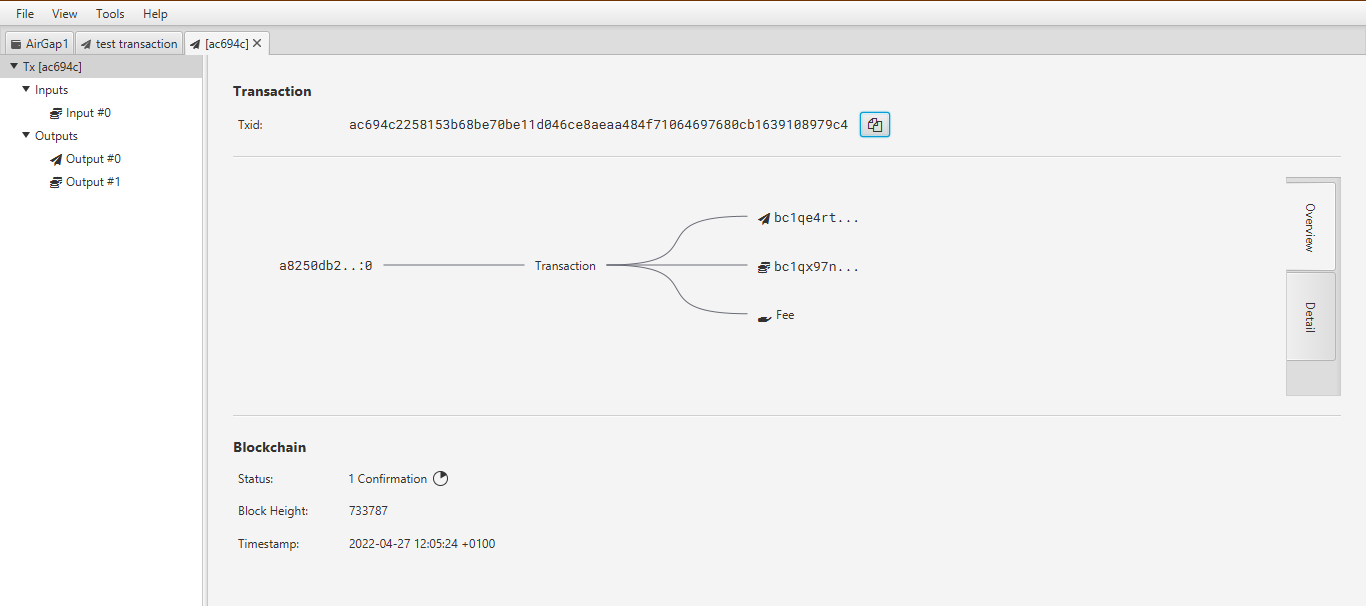 File View Tools Help
AirGap1 test transaction [ac694c]
Tx [ac694c]
Inputs
Input #0
Outputs
Output #0
Output #1
Transaction
Txid: ac694c2258153b68be70be11d046ce8aeaa484f71064697680cb1639108979c4
bc1qe4rt...
a8250db2..:0 Transaction bc1qx97n...
Fee
Overview
Detail
Blockchain
Status: 1 Confirmation
Block Height: 733787
Timestamp: 2022-04-27 12:05:24 +0100